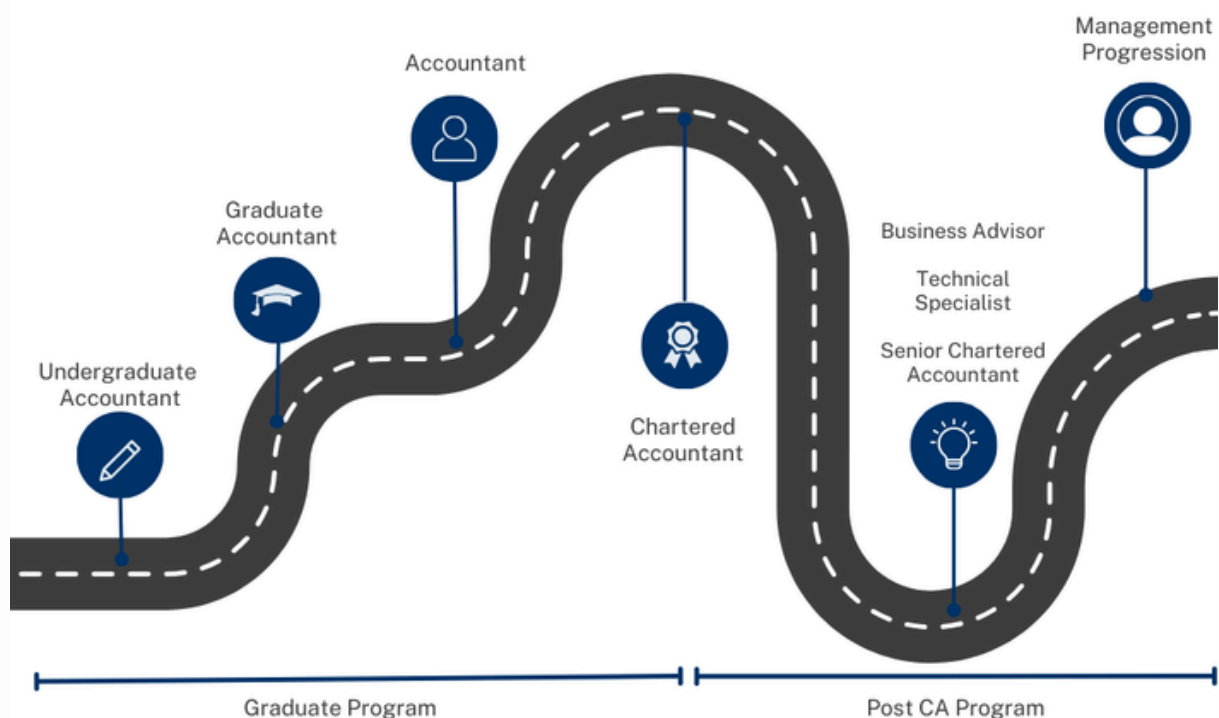 Undergraduate
Accountant
Graduate
Accountant
Accountant
Chartered
Accountant
Business Advisor
Technical
Specialist
Senior Chartered
Accountant
Management
Progression
Graduate Program
Post CA Program